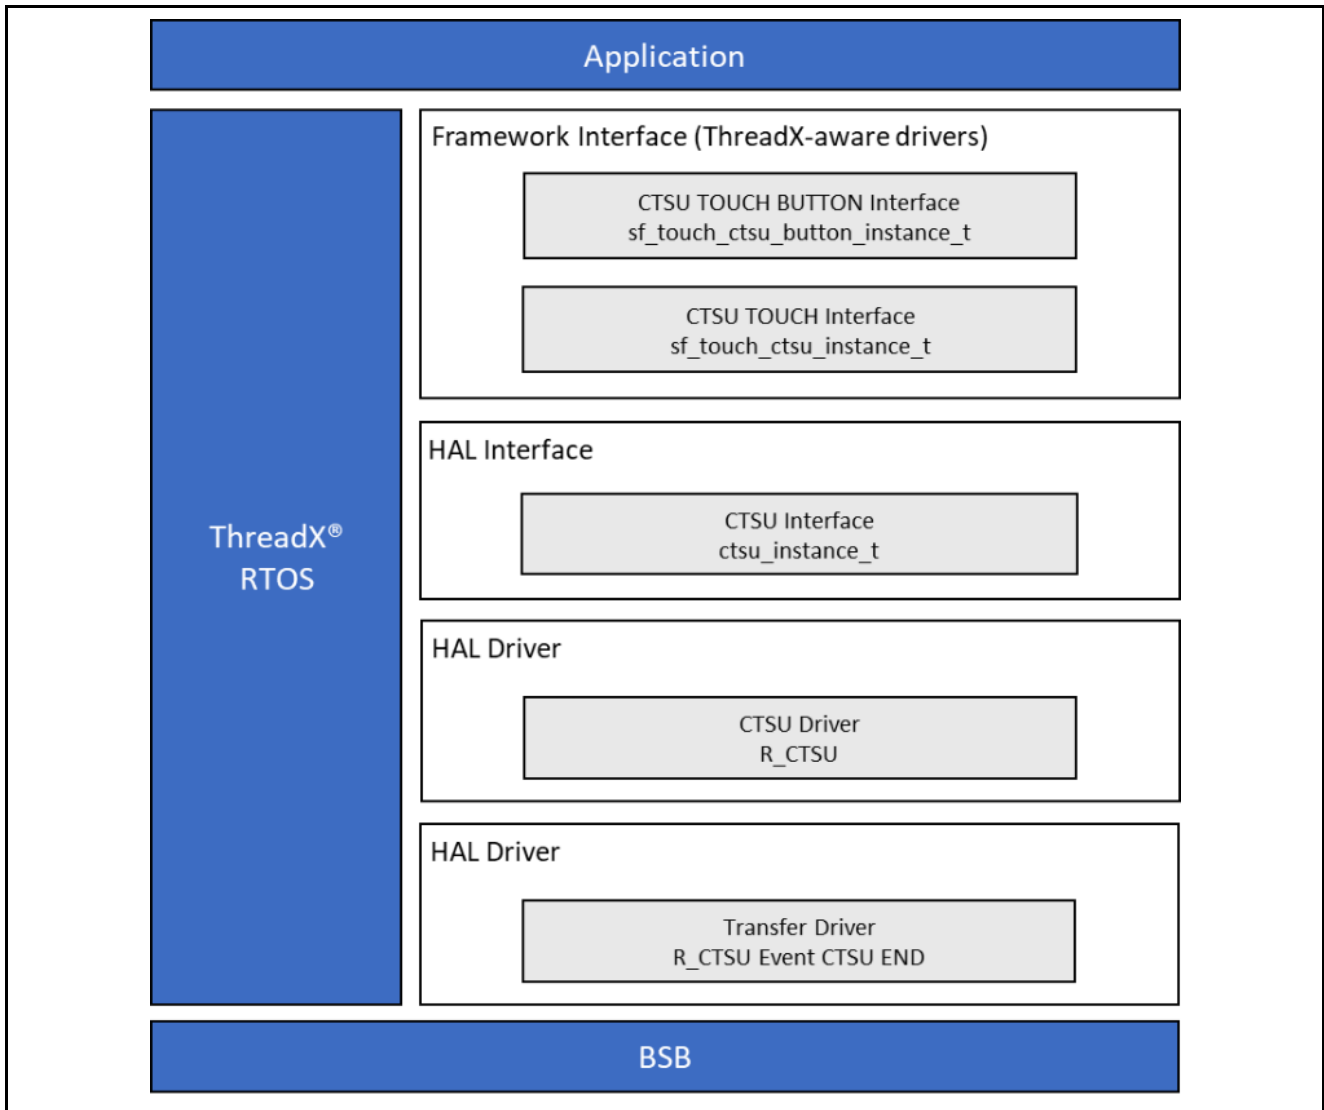 Application
ThreadX®
RTOS
Framework Interface (ThreadX-aware drivers)
CTSU TOUCH BUTTON Interface
sf_touch_ctsu_button_instance_t
CTSU TOUCH Interface
sf_touch_ctsu_instance_t
HAL Interface
CTSU Interface
ctsu_instance_t
HAL Driver
CTSU Driver
R_CTSU
HAL Driver
Transfer Driver
R_CTSU Event CTSU END
BSB